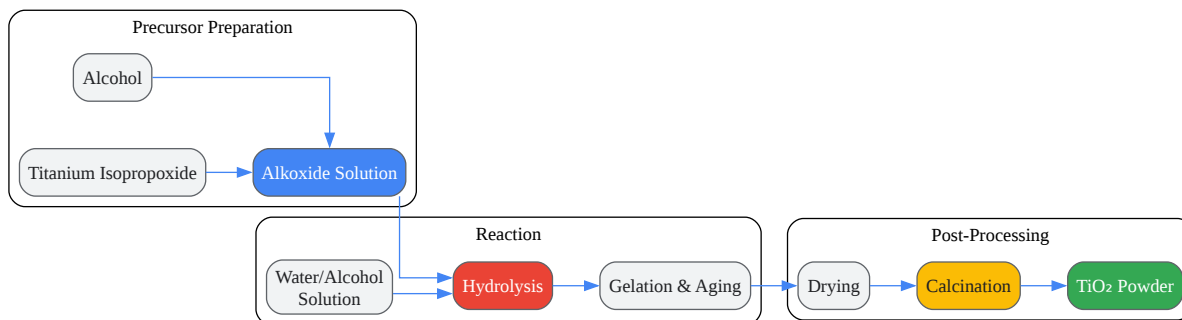 Precursor Preparation
Alcohol
Titanium Isopropoxide
Alkoxide Solution
Reaction
Water/Alcohol
Solution
Hydrolysis
Gelation & Aging
Post-Processing
Drying
Calcination
TiO₂ Powder